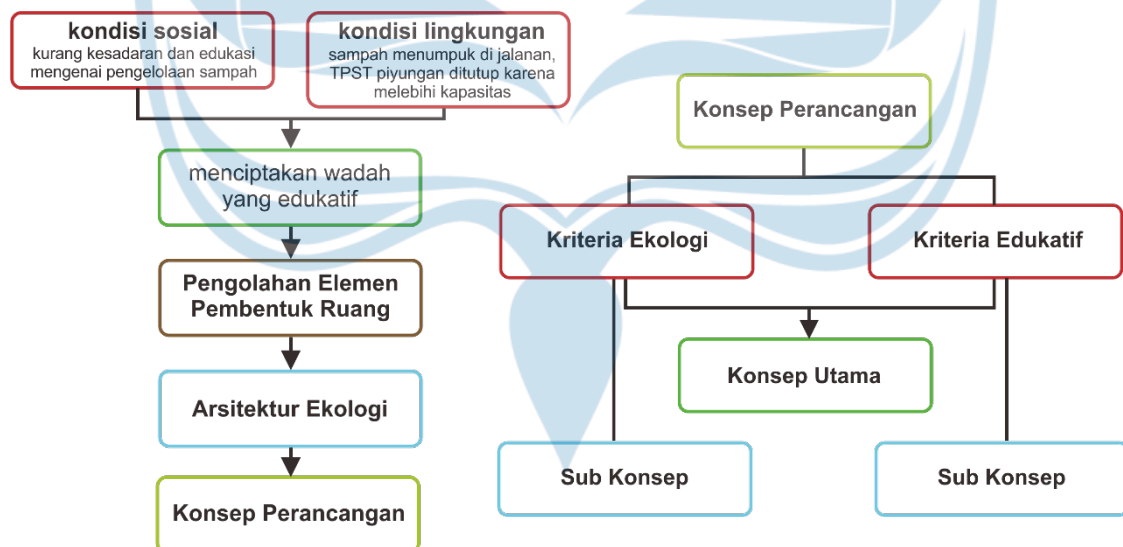 kondisi sosial
kurang kesadaran dan edukasi
mengenai pengelolaan sampah
kondisi lingkungan
sampah menumpuk di jalanan,
TPST piyungan ditutup karena
melebihi kapasitas
menciptakan wadah
yang edukatif
Pengolahan Elemen
Pembentuk Ruang
Arsitektur Ekologi
Konsep Perancangan
Konsep Perancangan
Kriteria Ekologi
Kriteria Edukatif
Konsep Utama
Sub Konsep
Sub Konsep